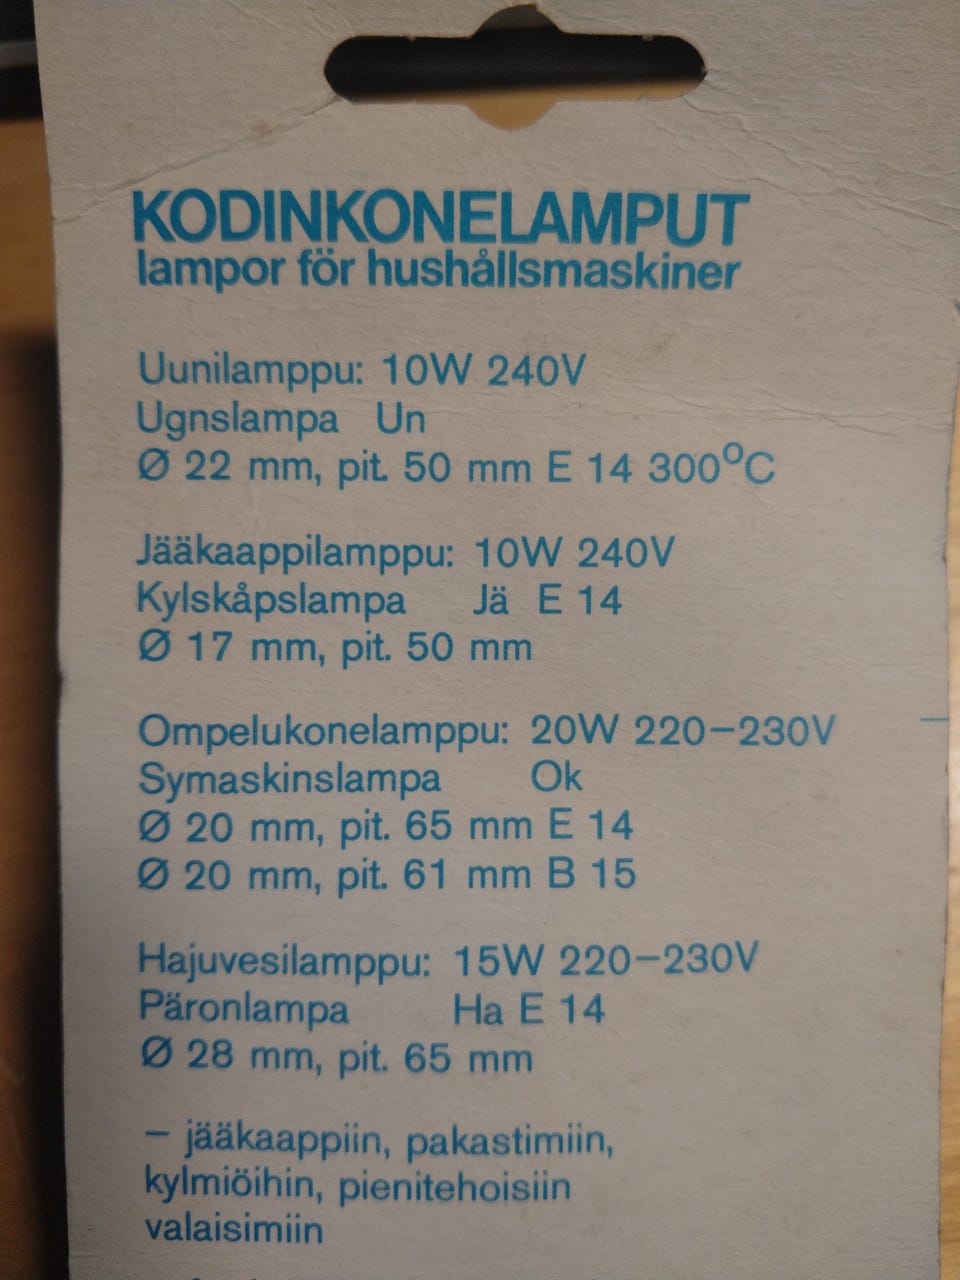 KODINKONELAMPUT
lampor för hushållsmaskiner
Uunilamppu: 10W 240V
Ugnslampa Un
Ø 22 mm, pit. 50 mm E 14 300°C
Jääkaappilamppu: 10W 240V
Kylskåpslampa Jä E 14
Ø 17 mm, pit. 50 mm
Ompelukonelamppu: 20W 220–230V
Symaskinslampa Ok
Ø 20 mm, pit. 65 mm E 14
Ø 20 mm, pit. 61 mm B 15
Hajuvesilamppu: 15W 220–230V
Päronlampa Ha E 14
Ø 28 mm, pit. 65 mm
– jääkaappiin, pakastimiin,
kylmiöihin, pienitehoisiin
valaisimiin